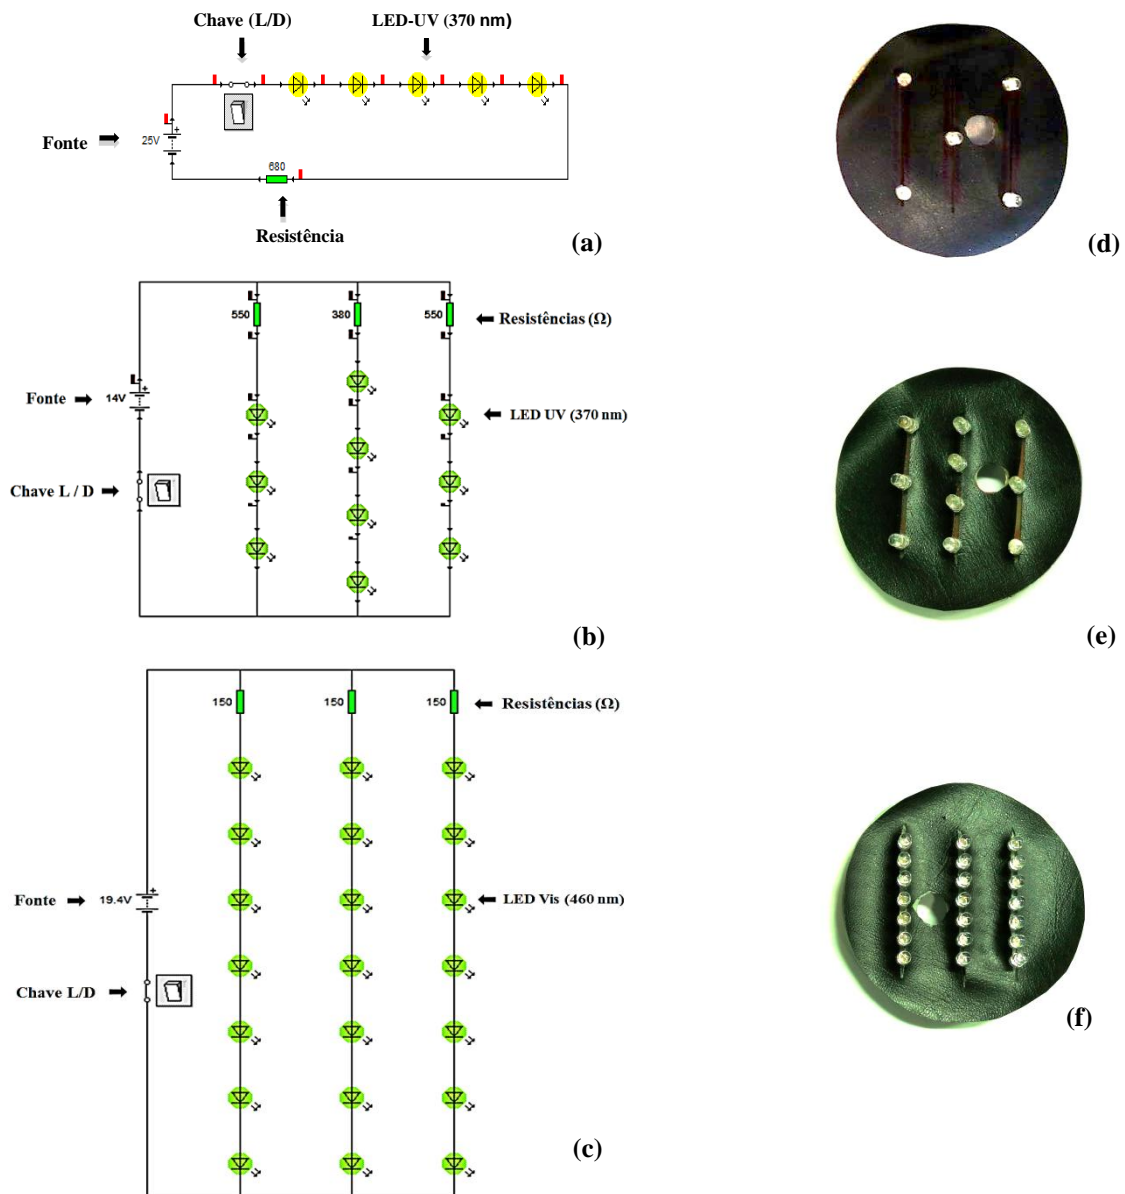 Chave (L/D)
LED-UV (370 nm)
Fonte
25V
680
Resistência
(a)
(d)
550
380
550
Resistências (Ω)
Fonte
14V
LED UV (370 nm)
Chave L / D
(b)
(e)
150
150
150
Resistências (Ω)
Fonte
19.4V
LED Vis (460 nm)
Chave L/D
(c)
(f)